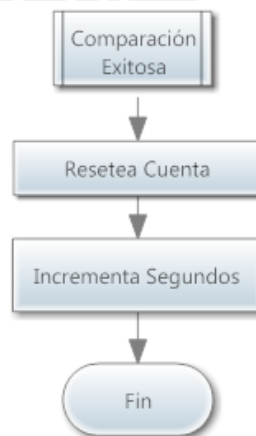 Comparación
Exitosa
Resetea Cuenta
Incrementa Segundos
Fin